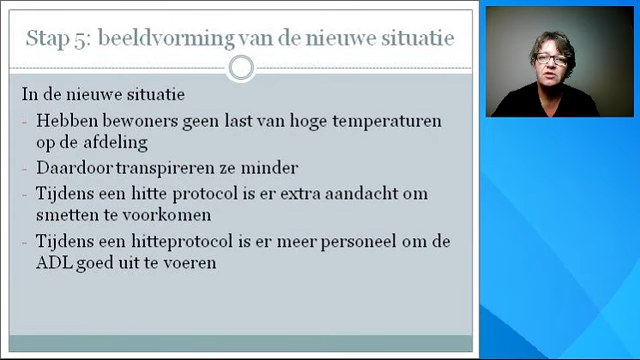 Stap 5: beeldvorming van de nieuwe situatie
In de nieuwe situatie
- Hebben bewoners geen last van hoge temperaturen
op de afdeling
- Daardoor transpireren ze minder
- Tijdens een hitte protocol is er extra aandacht om
smetten te voorkomen
- Tijdens een hitteprotocol is er meer personeel om de
ADL goed uit te voeren